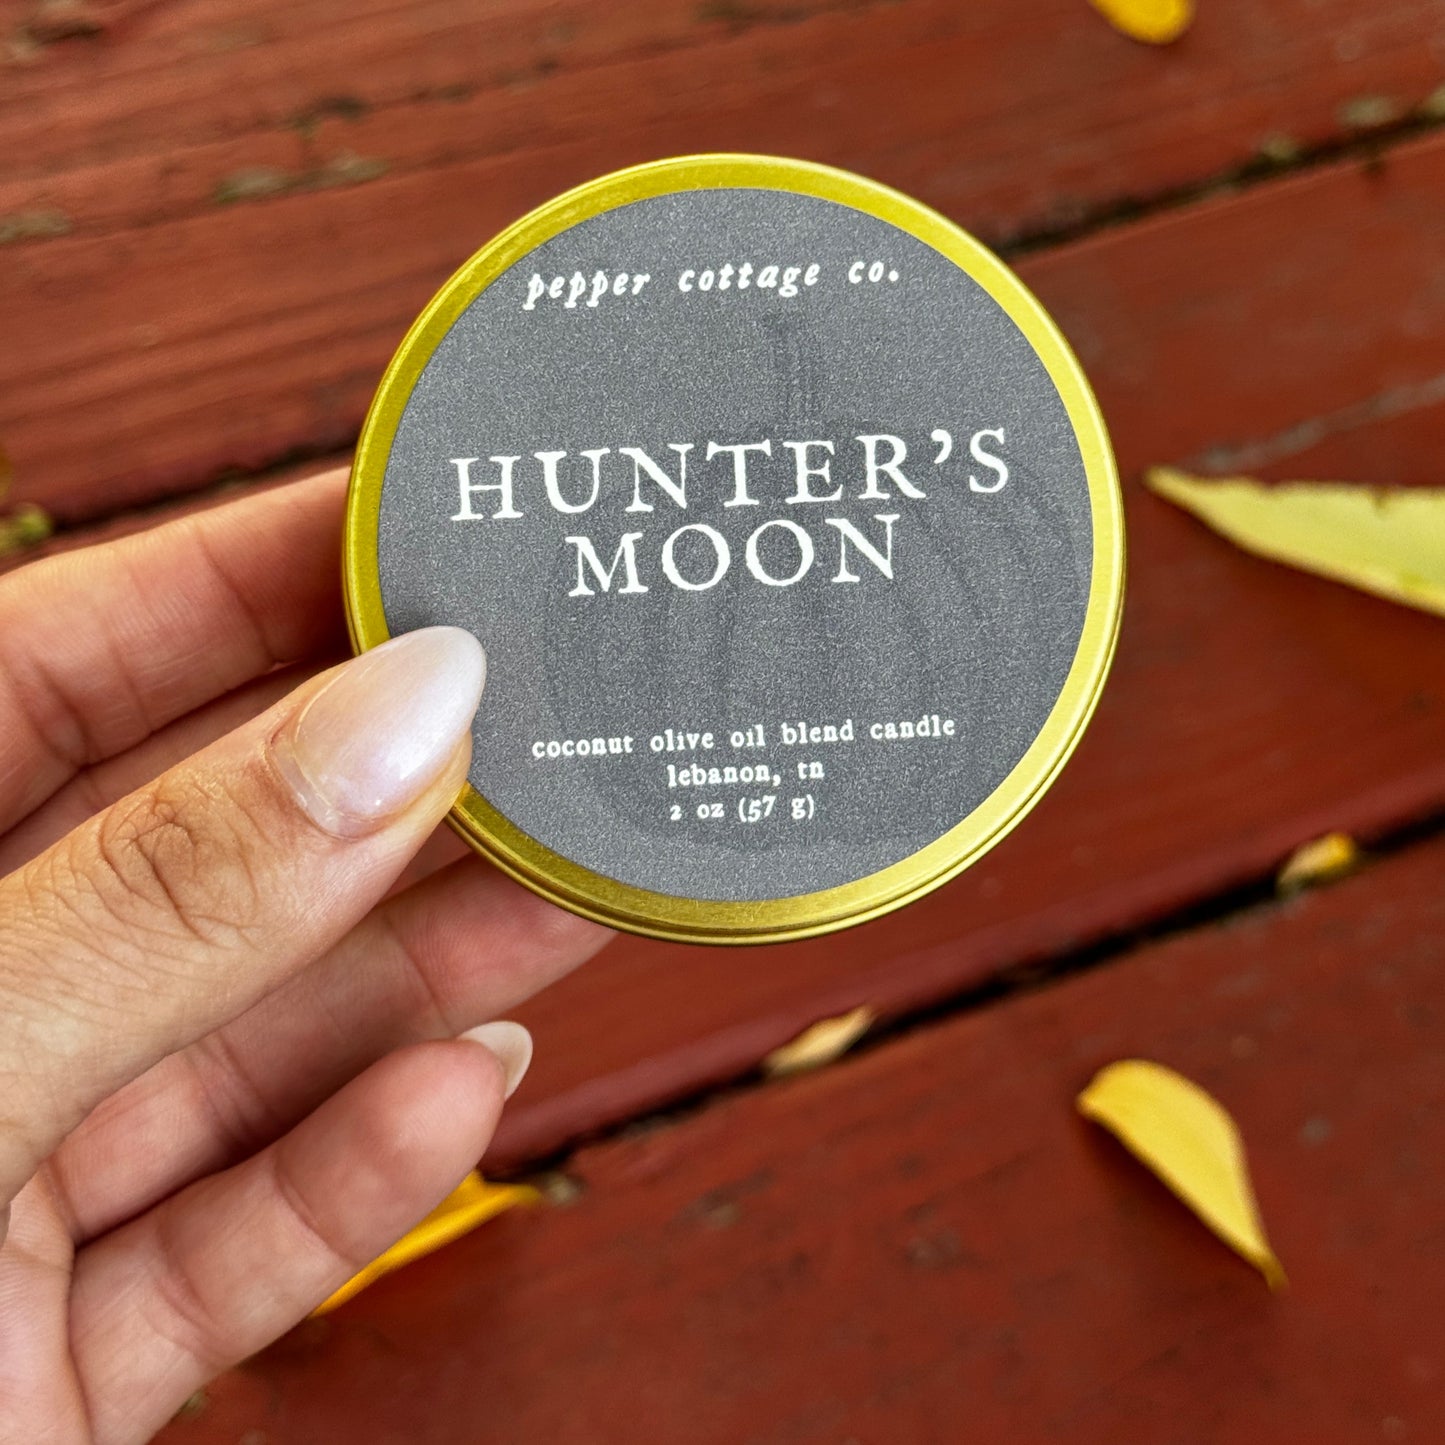 pepper cottage co.
HUNTER'S
MOON
coconut olive oil blend candle
lebanon, tn
2 oz (57 g)